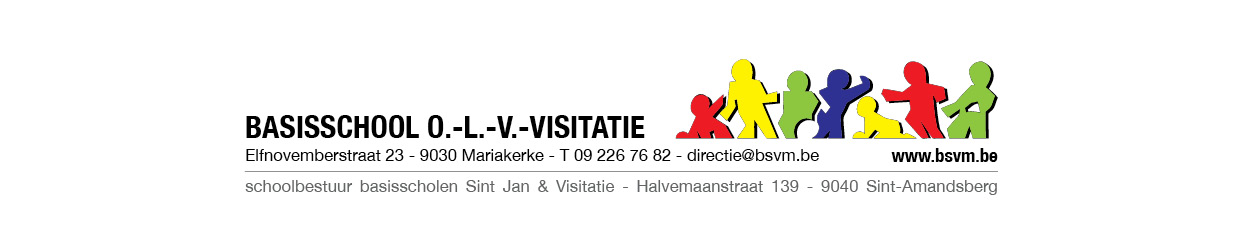 BASISSCHOOL O.-L.-V.-VISITATIE
Elfnovemberstraat 23 - 9030 Mariakerke - T 09 226 76 82 - directie@bsvm.be www.bsvm.be
schoolbestuur basisscholen Sint Jan & Visitatie - Halvemaanstraat 139 - 9040 Sint-Amandsberg